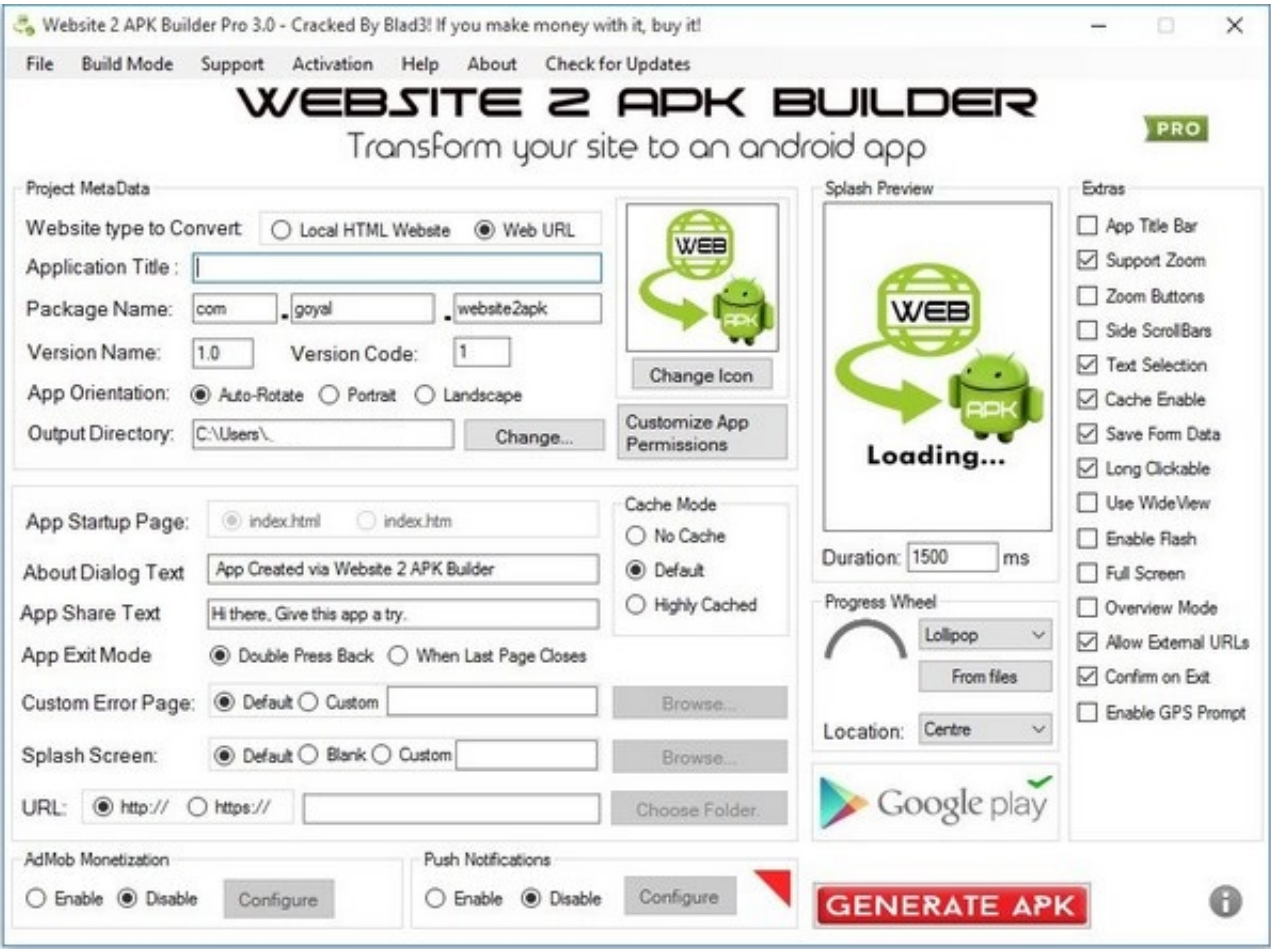 Website 2 APK Builder Pro 3.0 - Cracked By Blad3! If you make money with it, buy it!
File Build Mode Support Activation Help About Check for Updates
WEBSITE 2 APK BUILDER
Transform your site to an android app
PRO
Project MetaData
Website type to Convert Local HTML Website Web URL
Application Title :
Package Name: com . goyal . website2apk
Version Name: 1.0 Version Code: 1
App Orientation: Auto-Rotate Portrait Landscape
Output Directory: C:\Users\_ Change...
WEB
APK
Change Icon
Customize App
Permissions
App Startup Page: index.html index.htm
About Dialog Text App Created via Website 2 APK Builder
App Share Text Hi there, Give this app a try.
App Exit Mode Double Press Back When Last Page Closes
Custom Error Page: Default Custom Browse...
Splash Screen: Default Blank Custom Browse...
URL: http:// https:// Choose Folder.
Cache Mode
No Cache
Default
Highly Cached
AdMob Monetization
Enable Disable Configure
Push Notifications
Enable Disable Configure
Splash Preview
WEB
APK
Loading...
Duration: 1500 ms
Progress Wheel
Lollipop
From files
Location: Centre
Google play
GENERATE APK
Extras
App Title Bar
Support Zoom
Zoom Buttons
Side ScrollBars
Text Selection
Cache Enable
Save Form Data
Long Clickable
Use WideView
Enable Flash
Full Screen
Overview Mode
Allow External URLs
Confirm on Exit
Enable GPS Prompt